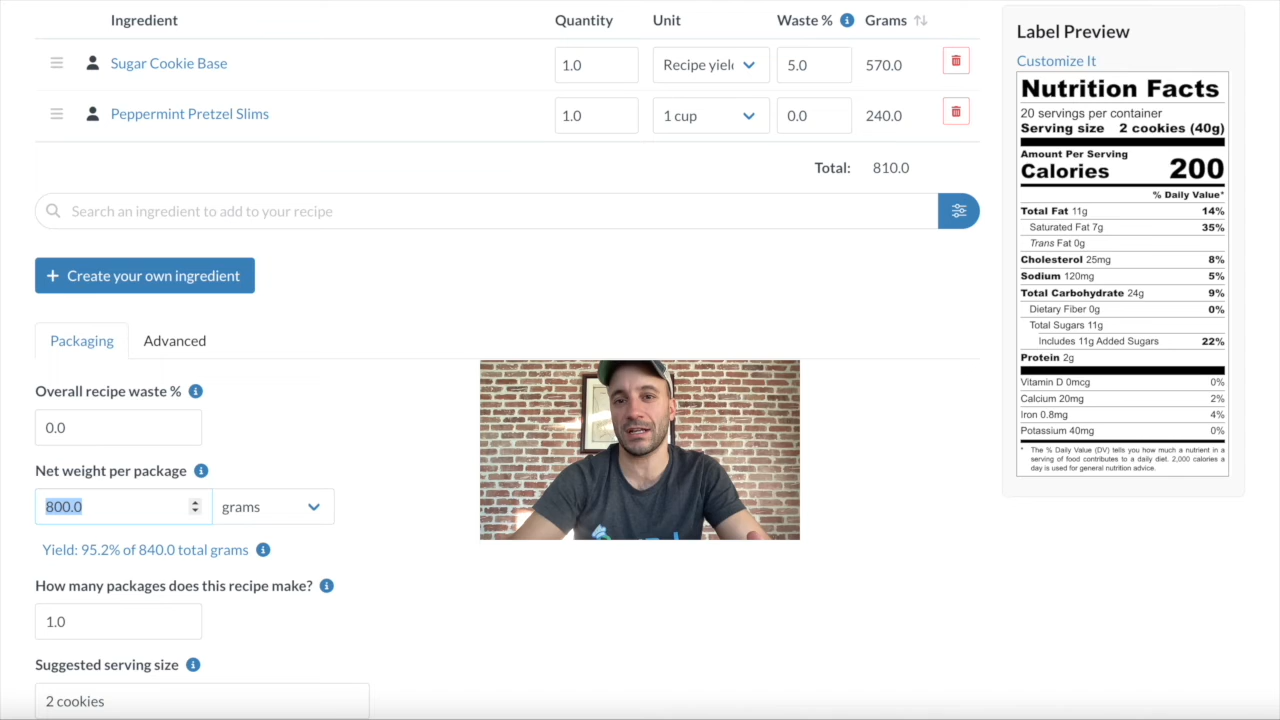 Ingredient Quantity Unit Waste % Grams
Sugar Cookie Base 1.0 Recipe yiel 5.0 570.0
Peppermint Pretzel Slims 1.0 1 cup 0.0 240.0
Total: 810.0
Search an ingredient to add to your recipe
+ Create your own ingredient
Packaging Advanced
Overall recipe waste %
0.0
Net weight per package
800.0 grams
Yield: 95.2% of 840.0 total grams
How many packages does this recipe make?
1.0
Suggested serving size
2 cookies
Label Preview
Customize It
Nutrition Facts
20 servings per container
Serving size 2 cookies (40g)
Amount Per Serving
Calories 200
% Daily Value*
Total Fat 11g 14%
Saturated Fat 7g 35%
Trans Fat 0g
Cholesterol 25mg 8%
Sodium 120mg 5%
Total Carbohydrate 24g 9%
Dietary Fiber 0g 0%
Total Sugars 11g
Includes 11g Added Sugars 22%
Protein 2g
Vitamin D 0mcg 0%
Calcium 20mg 2%
Iron 0.8mg 4%
Potassium 40mg 0%
* The % Daily Value (DV) tells you how much a nutrient in a
serving of food contributes to a daily diet. 2,000 calories a
day is used for general nutrition advice.